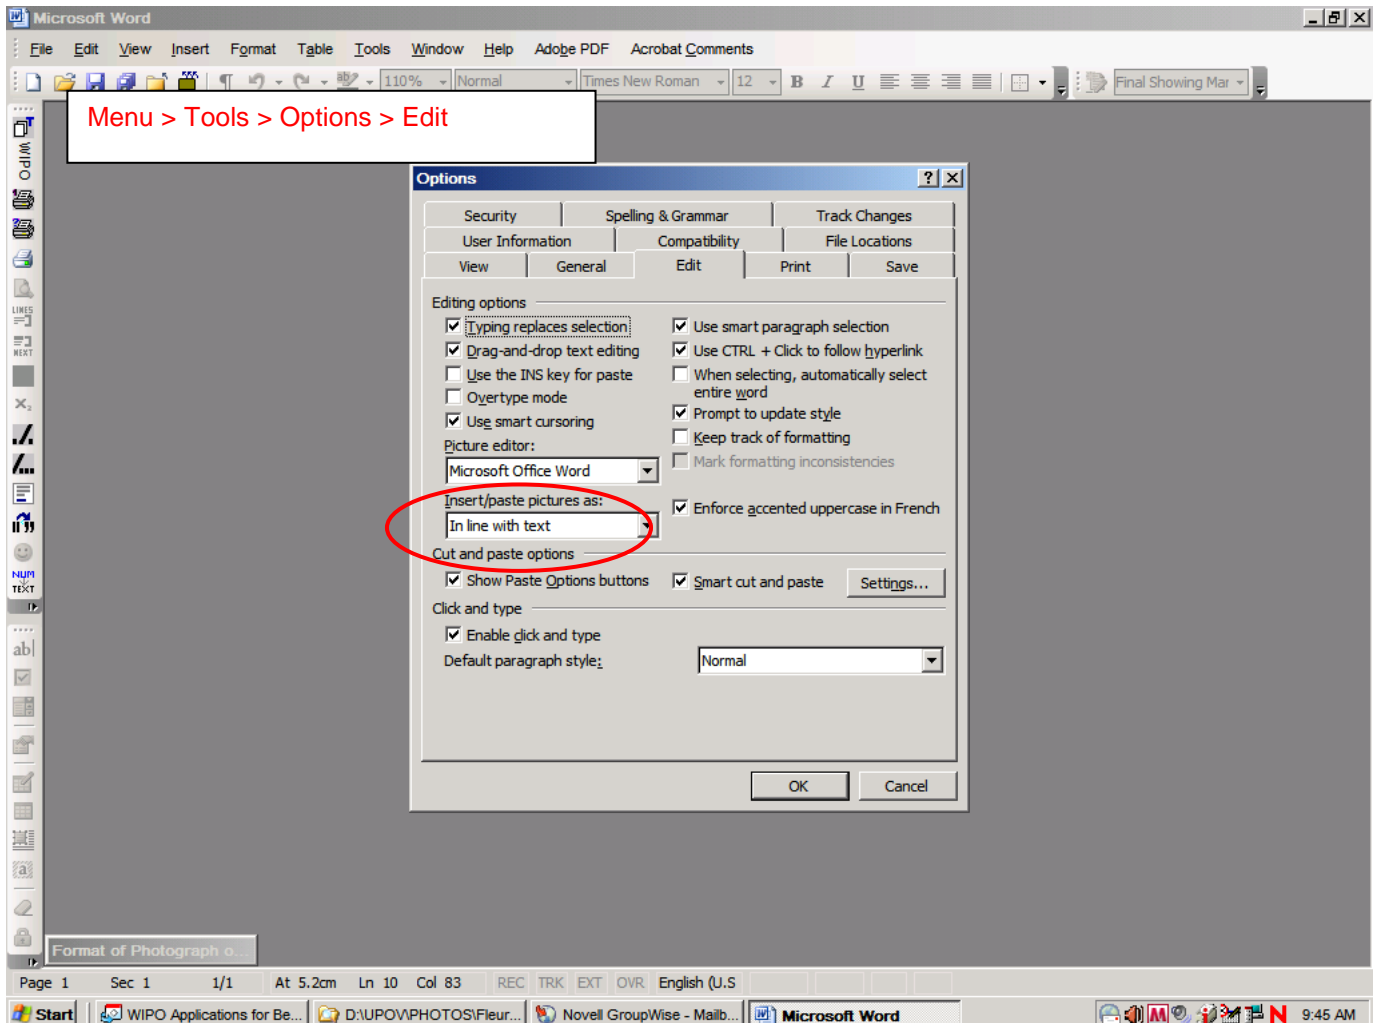 Microsoft Word
File Edit View Insert Format Table Tools Window Help Adobe PDF Acrobat Comments
110% Normal Times New Roman 12 B I U Final Showing Mar
Menu > Tools > Options > Edit
WIPO
LINES
NEXT
NUM
TEXT
ab
a
Options
Security Spelling & Grammar Track Changes
User Information Compatibility File Locations
View General Edit Print Save
Editing options
Typing replaces selection
Drag-and-drop text editing
Use the INS key for paste
Overtype mode
Use smart cursoring
Picture editor:
Microsoft Office Word
Insert/paste pictures as:
In line with text
Use smart paragraph selection
Use CTRL + Click to follow hyperlink
When selecting, automatically select
entire word
Prompt to update style
Keep track of formatting
Mark formatting inconsistencies
Enforce accented uppercase in French
Cut and paste options
Show Paste Options buttons Smart cut and paste Settings...
Click and type
Enable click and type
Default paragraph style: Normal
OK Cancel
Format of Photograph o...
Page 1 Sec 1 1/1 At 5.2cm Ln 10 Col 83 REC TRK EXT OVR English (U.S
Start WIPO Applications for Be... D:\UPOV\PHOTOS\Fleur... Novell GroupWise - Mailb... Microsoft Word M N 9:45 AM